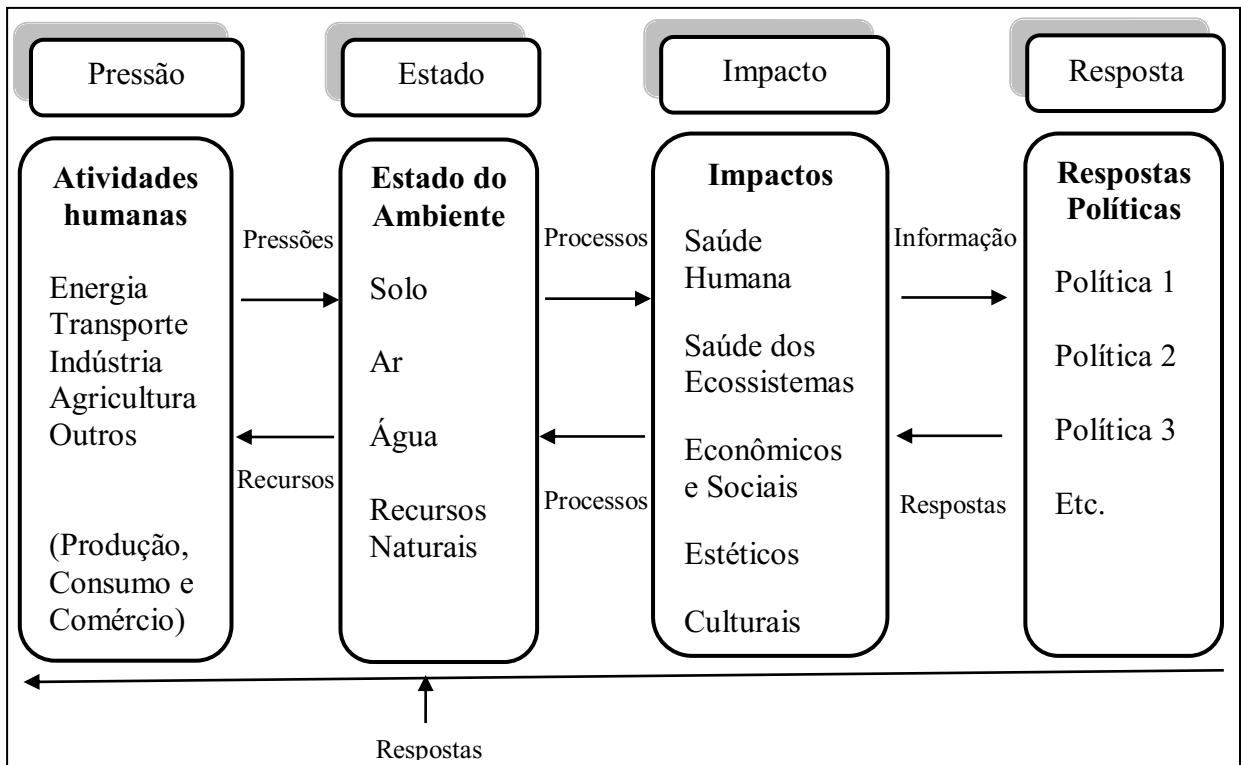 Pressão
Estado
Impacto
Resposta
Atividades
humanas
Energia
Transporte
Indústria
Agricultura
Outros
(Produção,
Consumo e
Comércio)
Pressões
Recursos
Estado do
Ambiente
Solo
Ar
Água
Recursos
Naturais
Processos
Processos
Impactos
Saúde
Humana
Saúde dos
Ecossistemas
Econômicos
e Sociais
Estéticos
Culturais
Informação
Respostas
Respostas
Políticas
Política 1
Política 2
Política 3
Etc.
Respostas